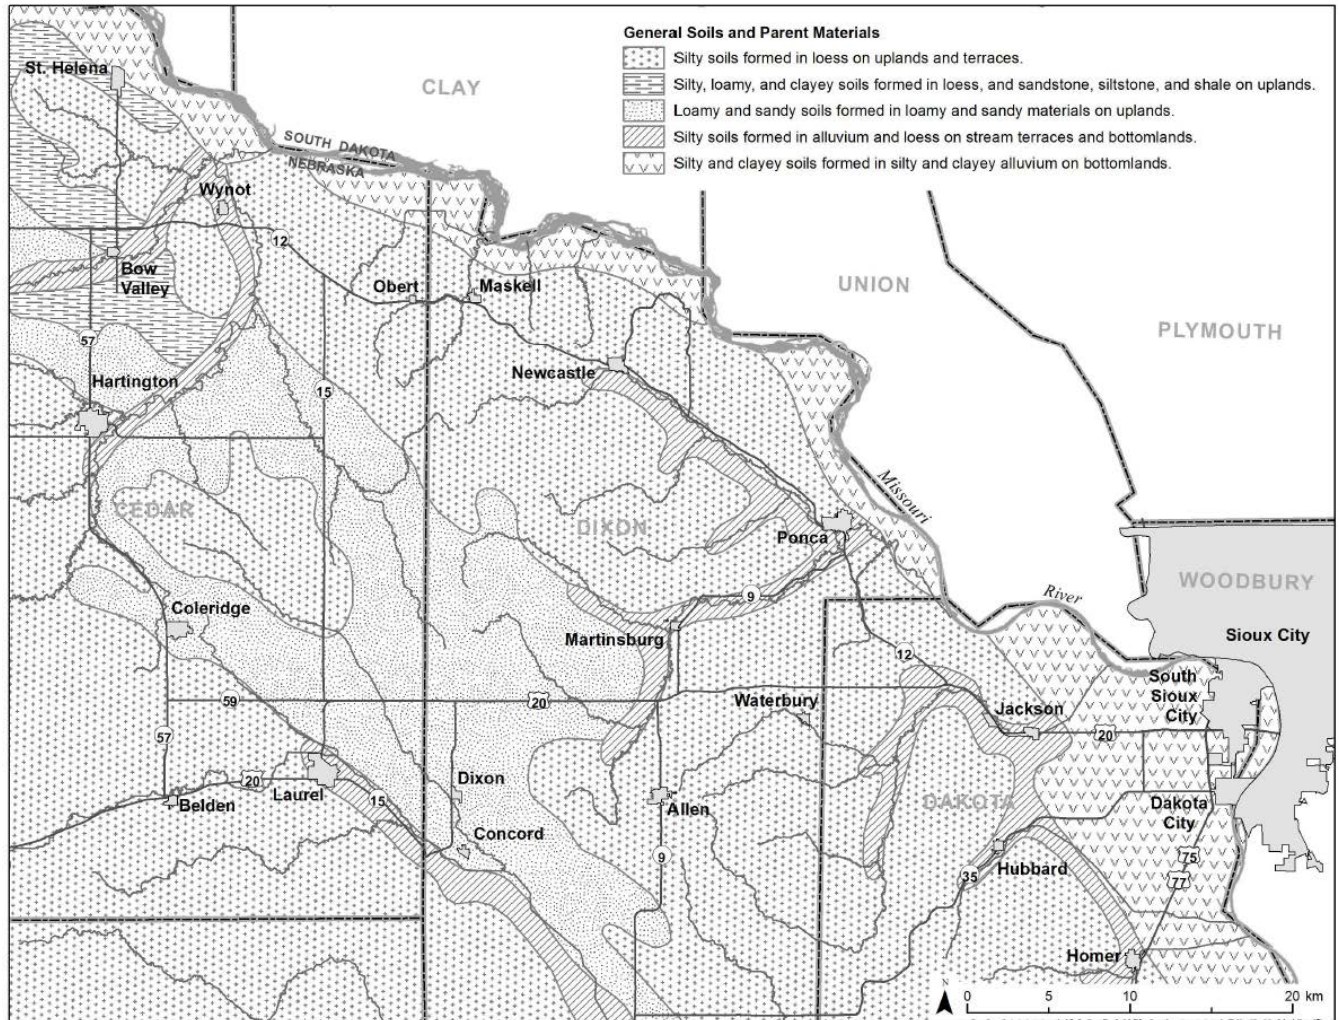 General Soils and Parent Materials
Silty soils formed in loess on uplands and terraces.
Silty, loamy, and clayey soils formed in loess, and sandstone, siltstone, and shale on uplands.
Loamy and sandy soils formed in loamy and sandy materials on uplands.
Silty soils formed in alluvium and loess on stream terraces and bottomlands.
Silty and clayey soils formed in silty and clayey alluvium on bottomlands.
St. Helena
CLAY
SOUTH DAKOTA
NEBRASKA
Wynot
12
Bow
Valley
Obert
Maskell
UNION
PLYMOUTH
57
Hartington
15
Newcastle
Missouri
CEDAR
DIXON
Ponca
WOODBURY
Coleridge
9
River
Martinsburg
Sioux City
12
59
20
Waterbury
Jackson
South
Sioux
City
20
57
20
Laurel
15
Dixon
Belden
Allen
DAKOTA
Dakota
City
Concord
9
35
Hubbard
75
77
Homer
N
0 5 10 20 km